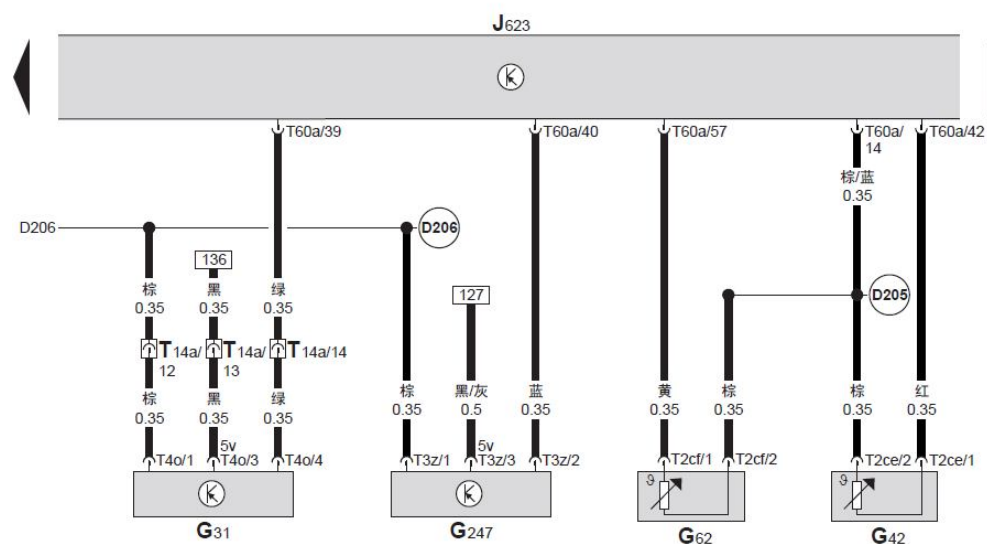 J623
T60a/39 T60a/40 T60a/57 T60a/ T60a/42
14
棕/蓝
0.35
D206 D206
136
棕 黑 绿
0.35 0.35 0.35
127
D205
T14a/ T14a/ T14a/14
12 13
棕 黑 绿 棕 黑/灰 蓝 黄 棕 棕 红
0.35 0.35 0.35 0.35 0.5 0.35 0.35 0.35 0.35 0.35
5v 5v
T4o/1 T4o/3 T4o/4 T3z/1 T3z/3 T3z/2 T2cf/1 T2cf/2 T2ce/2 T2ce/1
ϑ ϑ
G31 G247 G62 G42